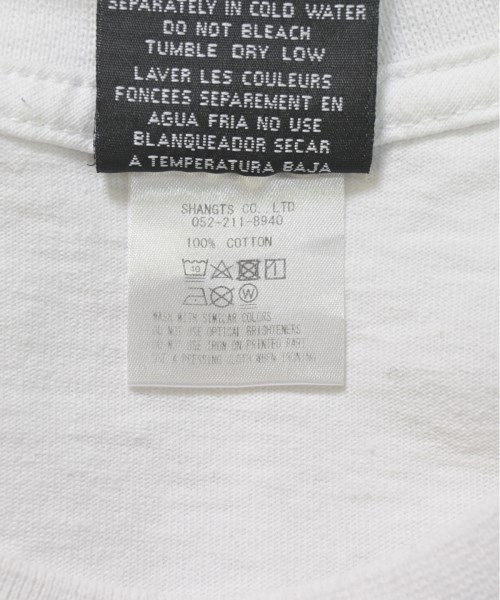 SEPARATELY IN COLD WATER
DO NOT BLEACH
TUMBLE DRY LOW
LAVER LES COULEURS
FONCEES SEPAREMENT EN
AGUA FRIA NO USE
BLANQUEADOR SECAR
A TEMPERATURA BAJA
SHANGTS CO.,LTD
052-211-8940
100% COTTON
40
W
WASH WITH SIMILAR COLORS
DO NOT USE OPTICAL BRIGHTENERS
DO NOT USE IRON ON PRINTED PART
USE A PRESSING CLOTH WHEN IRONING